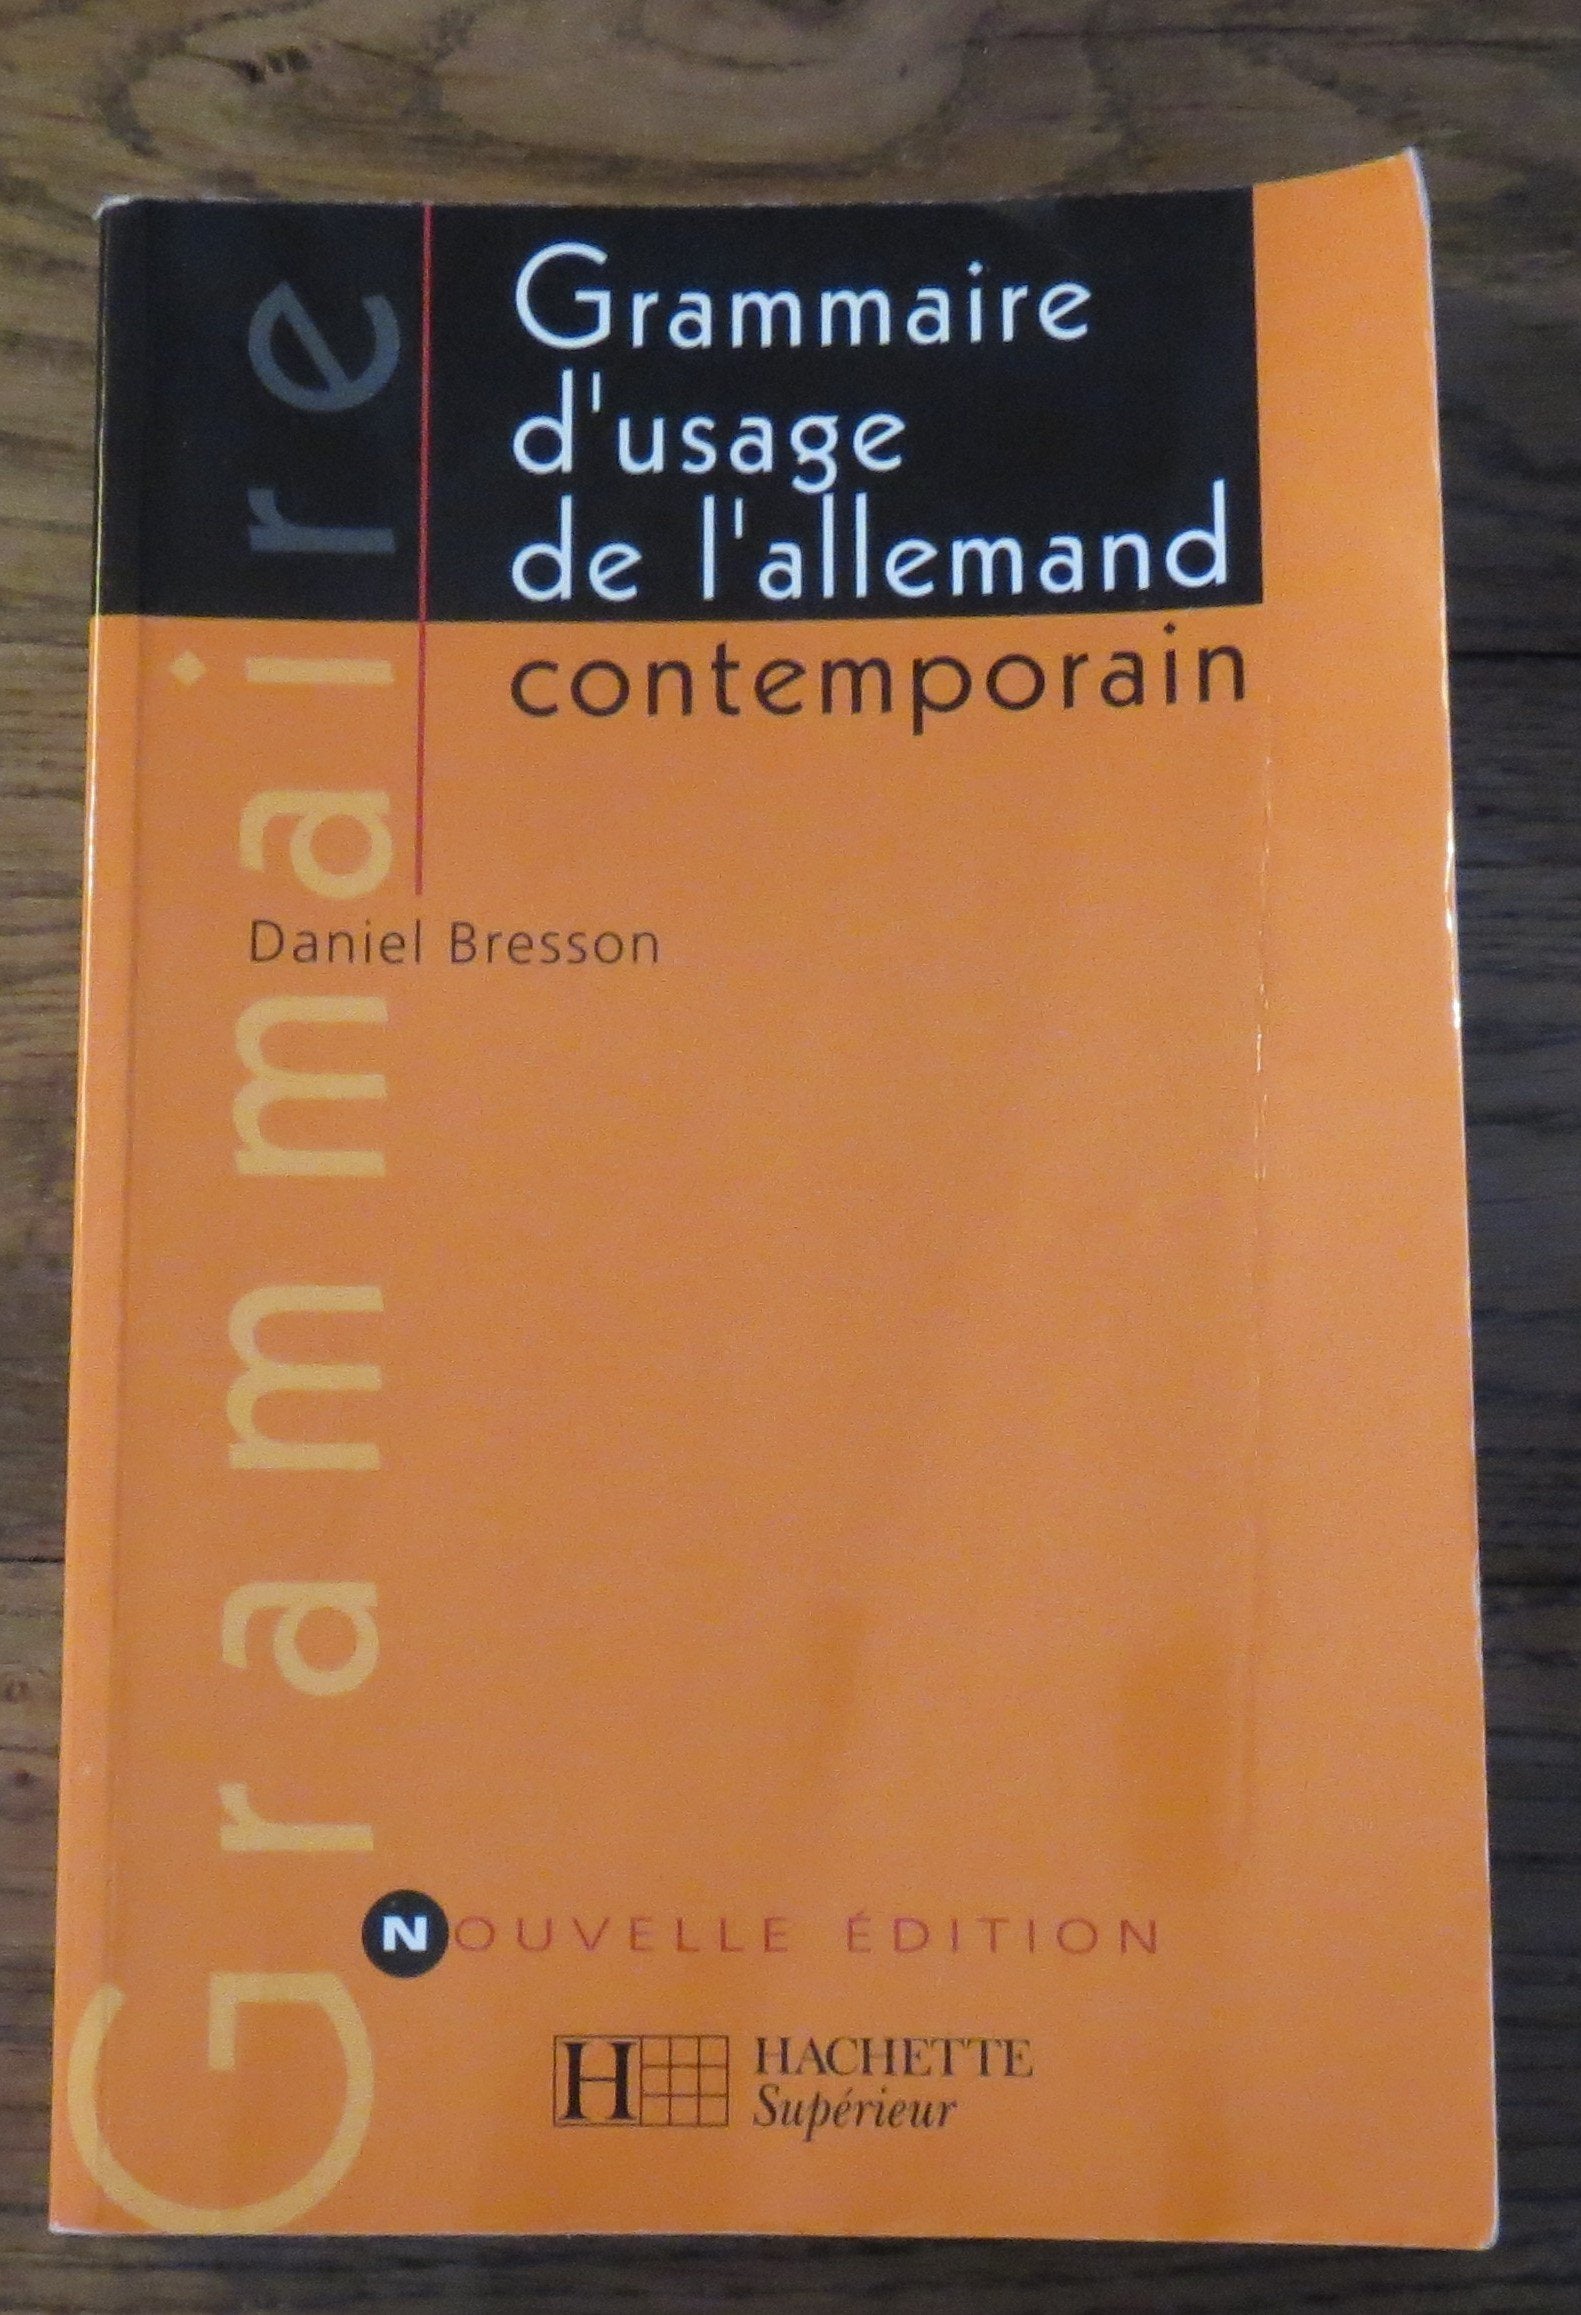 Grammaire
Grammaire
d'usage
de l'allemand
contemporain
Daniel Bresson
NOUVELLE ÉDITION
H HACHETTE
Supérieur